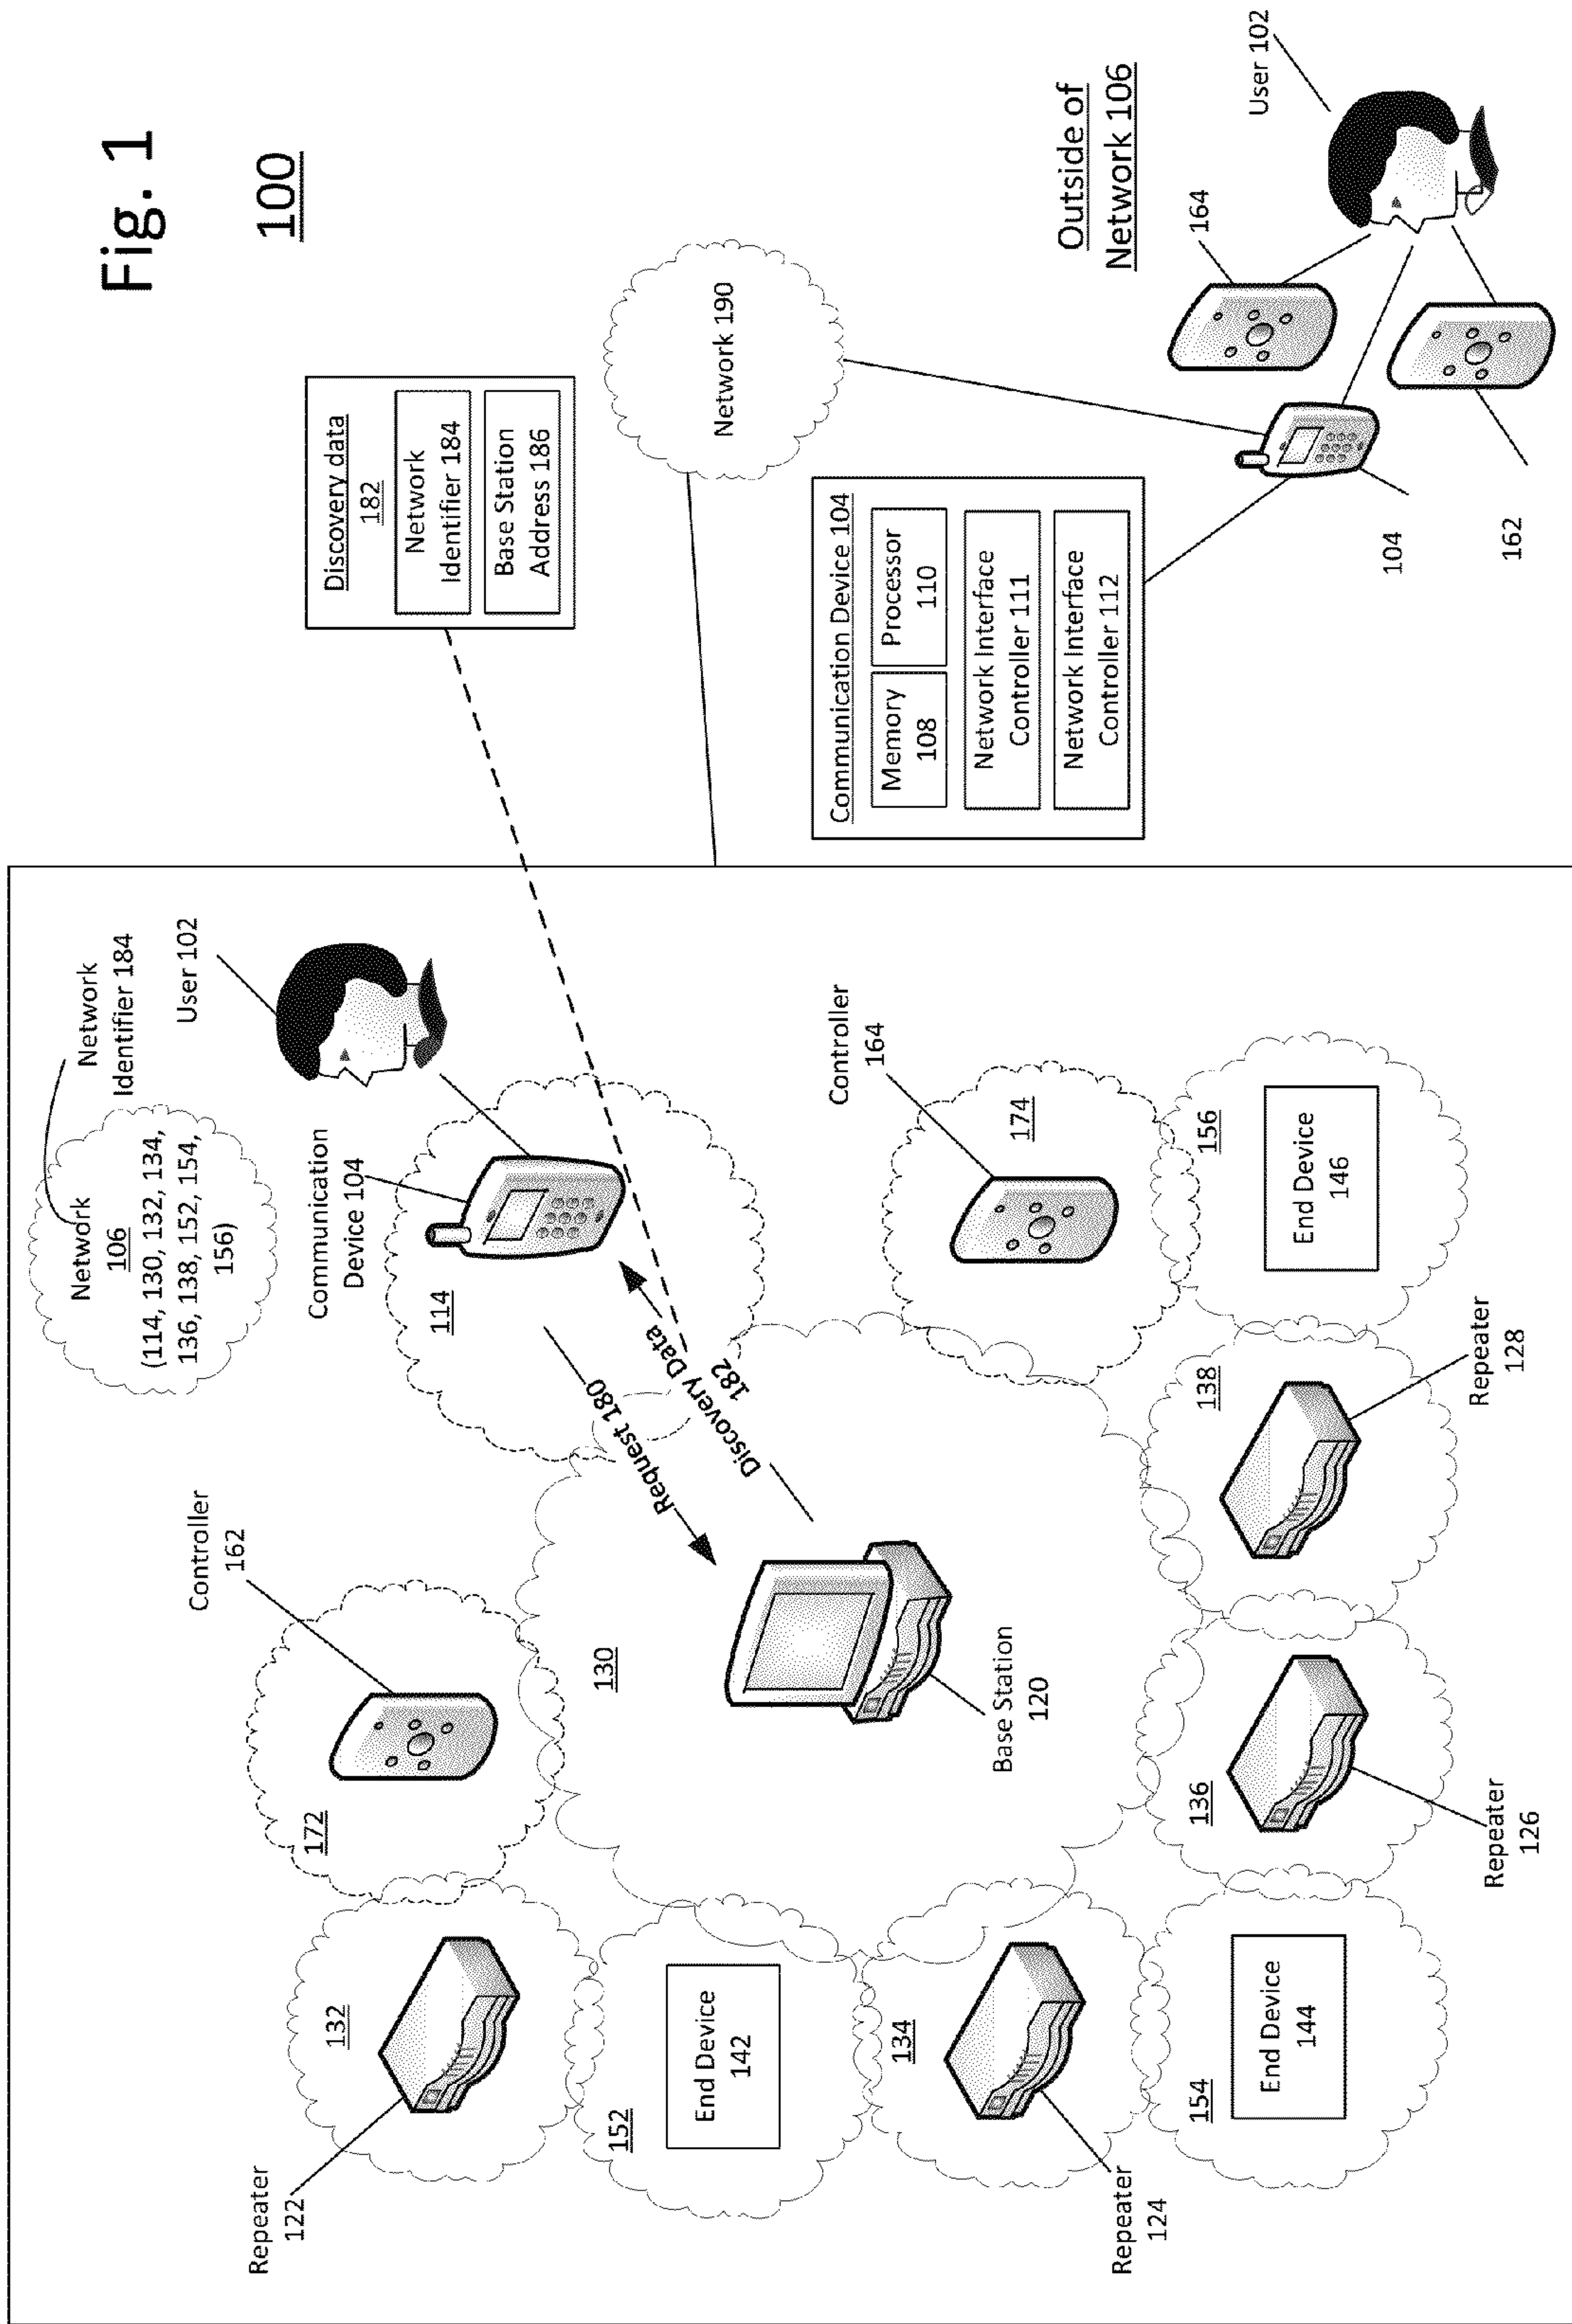 Fig. 1
100
Network
106
(114, 130, 132, 134,
136, 138, 152, 154,
156)
Network
Identifier 184
User 102
Communication
Device 104
114
Controller
162
172
Repeater
122
132
130
Request 180
Discovery Data
182
Base Station
120
152
End Device
142
134
Repeater
124
154
End Device
144
136
Repeater
126
138
Repeater
128
Controller
164
174
156
End Device
146
Discovery data
182
Network
Identifier 184
Base Station
Address 186
Network 190
Communication Device 104
Memory
108
Processor
110
Network Interface
Controller 111
Network Interface
Controller 112
Outside of
Network 106
User 102
164
104
162